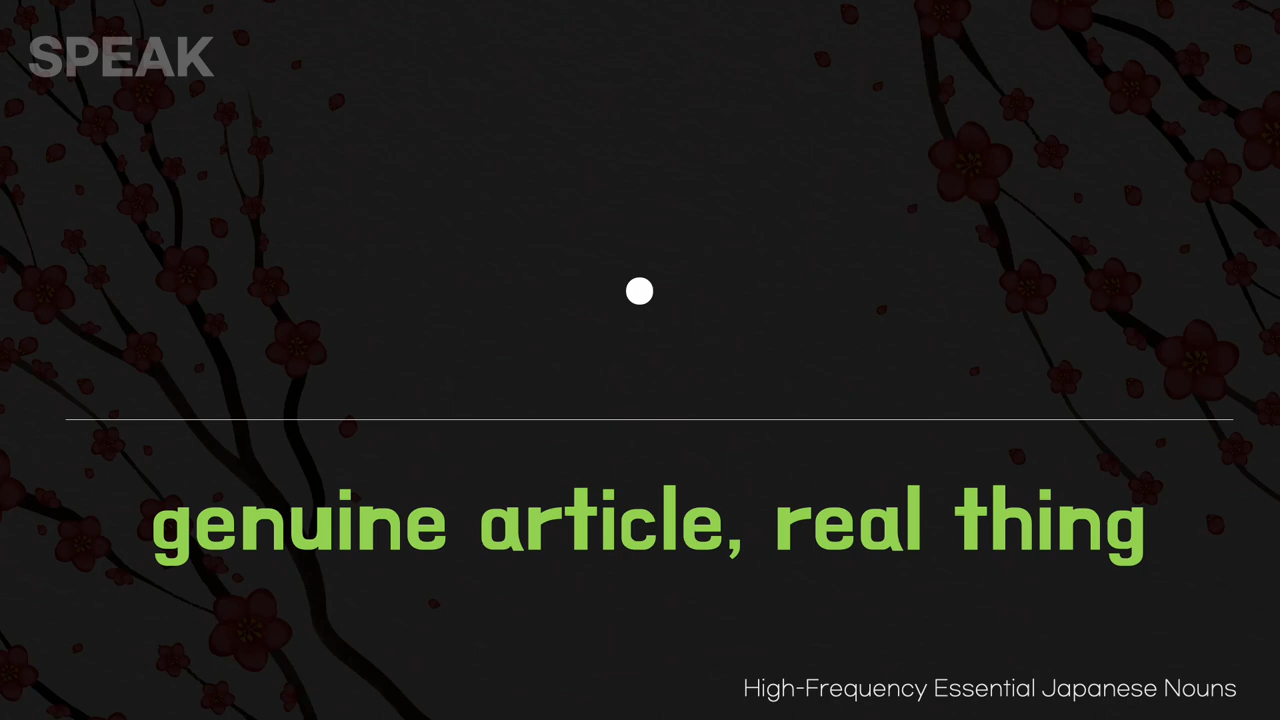 SPEAK
genuine article, real thing
High-Frequency Essential Japanese Nouns